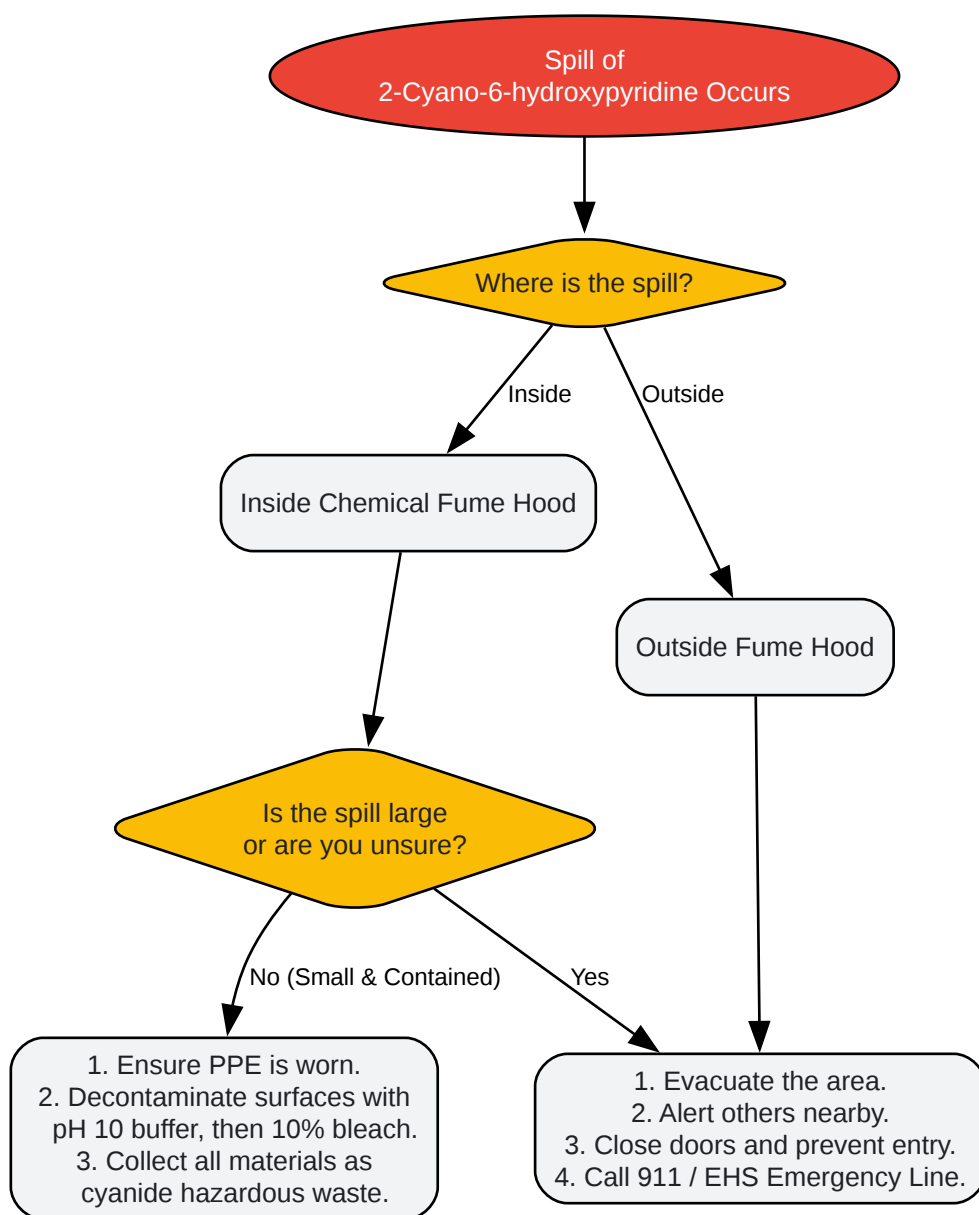 Spill of
2-Cyano-6-hydroxypyridine Occurs
Where is the spill?
Inside
Outside
Inside Chemical Fume Hood
Outside Fume Hood
Is the spill large
or are you unsure?
No (Small & Contained)
Yes
1. Ensure PPE is worn.
2. Decontaminate surfaces with
pH 10 buffer, then 10% bleach.
3. Collect all materials as
cyanide hazardous waste.
1. Evacuate the area.
2. Alert others nearby.
3. Close doors and prevent entry.
4. Call 911 / EHS Emergency Line.